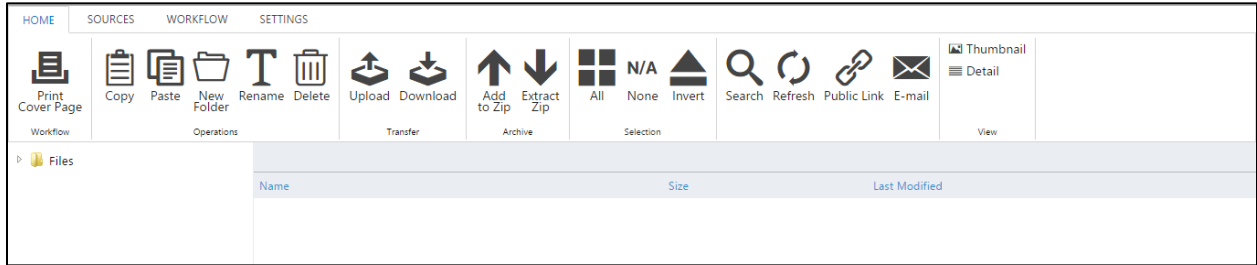 HOME SOURCES WORKFLOW SETTINGS
Thumbnail
Detail
N/A
Print Cover Page
Copy Paste New Folder Rename Delete
Upload Download
Add to Zip Extract Zip
All None Invert
Search Refresh Public Link E-mail
Workflow Operations Transfer Archive Selection View
Files
Name Size Last Modified